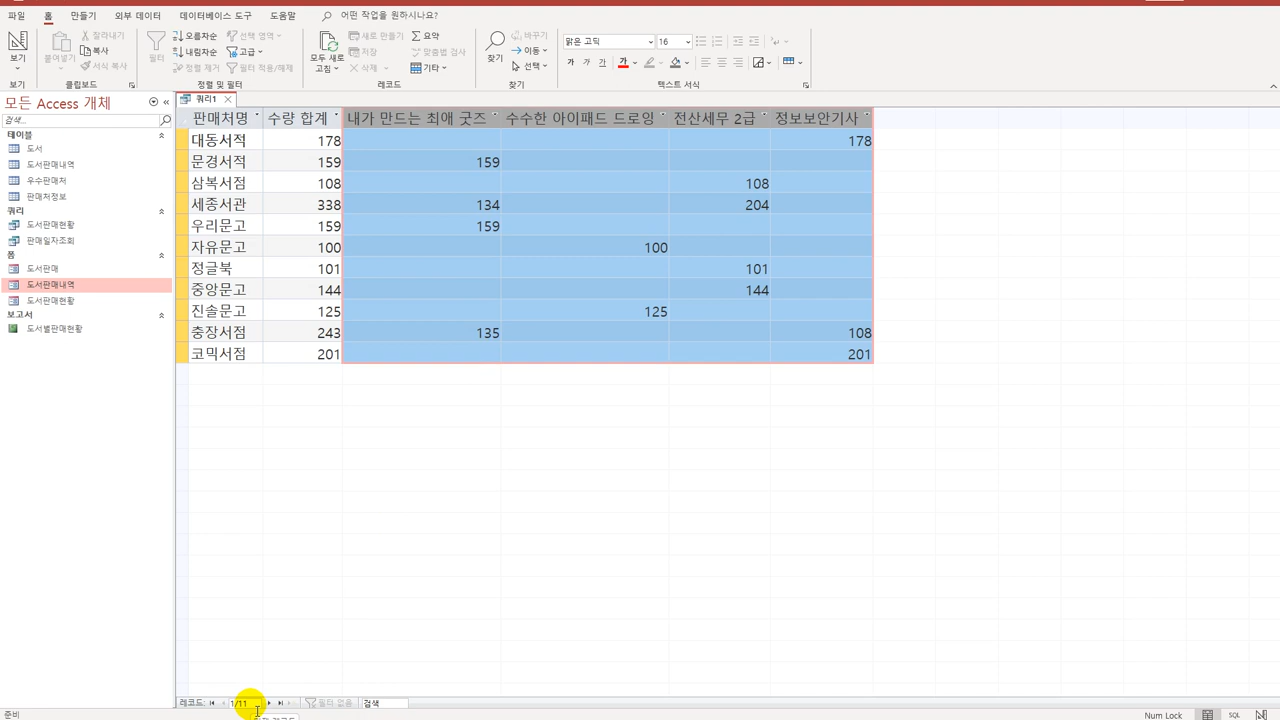 파일 홈 만들기 외부 데이터 데이터베이스 도구 도움말 어떤 작업을 원하시나요?
보기
붙여넣기
잘라내기
복사
서식 복사
필터
오름차순
내림차순
정렬 제거
선택 영역
고급
필터 적용/해제
모두 새로 고침
새로 만들기
저장
삭제
요약
맞춤법 검사
기타
찾기
바꾸기
이동
선택
맑은 고딕 16
가 가 가 가
보기 클립보드 정렬 및 필터 레코드 찾기 텍스트 서식
모든 Access 개체
검색...
테이블
도서
도서판매내역
우수판매처
판매처정보
쿼리
도서판매현황
판매일자조회
폼
도서판매
도서판매내역
도서판매현황
보고서
도서별판매현황
쿼리1
판매처명 수량 합계 내가 만드는 최애 굿즈 수수한 아이패드 드로잉 전산세무 2급 정보보안기사
대동서적 178 178
문경서적 159 159
삼복서점 108 108
세종서관 338 134 204
우리문고 159 159
자유문고 100 100
정글북 101 101
중앙문고 144 144
진솔문고 125 125
충장서점 243 135 108
코믹서점 201 201
레코드: 1/11 필터 없음 검색
준비 Num Lock SQL